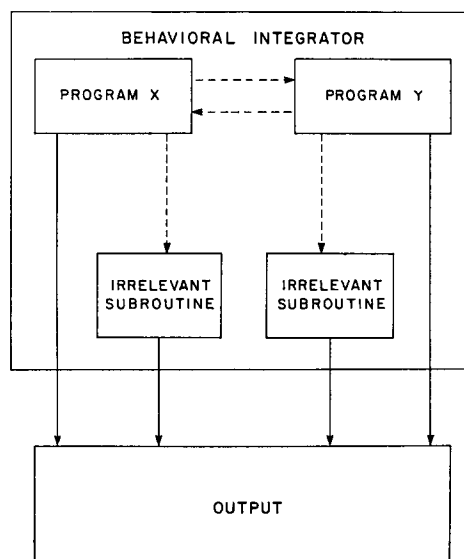 BEHAVIORAL INTEGRATOR
PROGRAM X
PROGRAM Y
IRRELEVANT
SUBROUTINE
IRRELEVANT
SUBROUTINE
OUTPUT